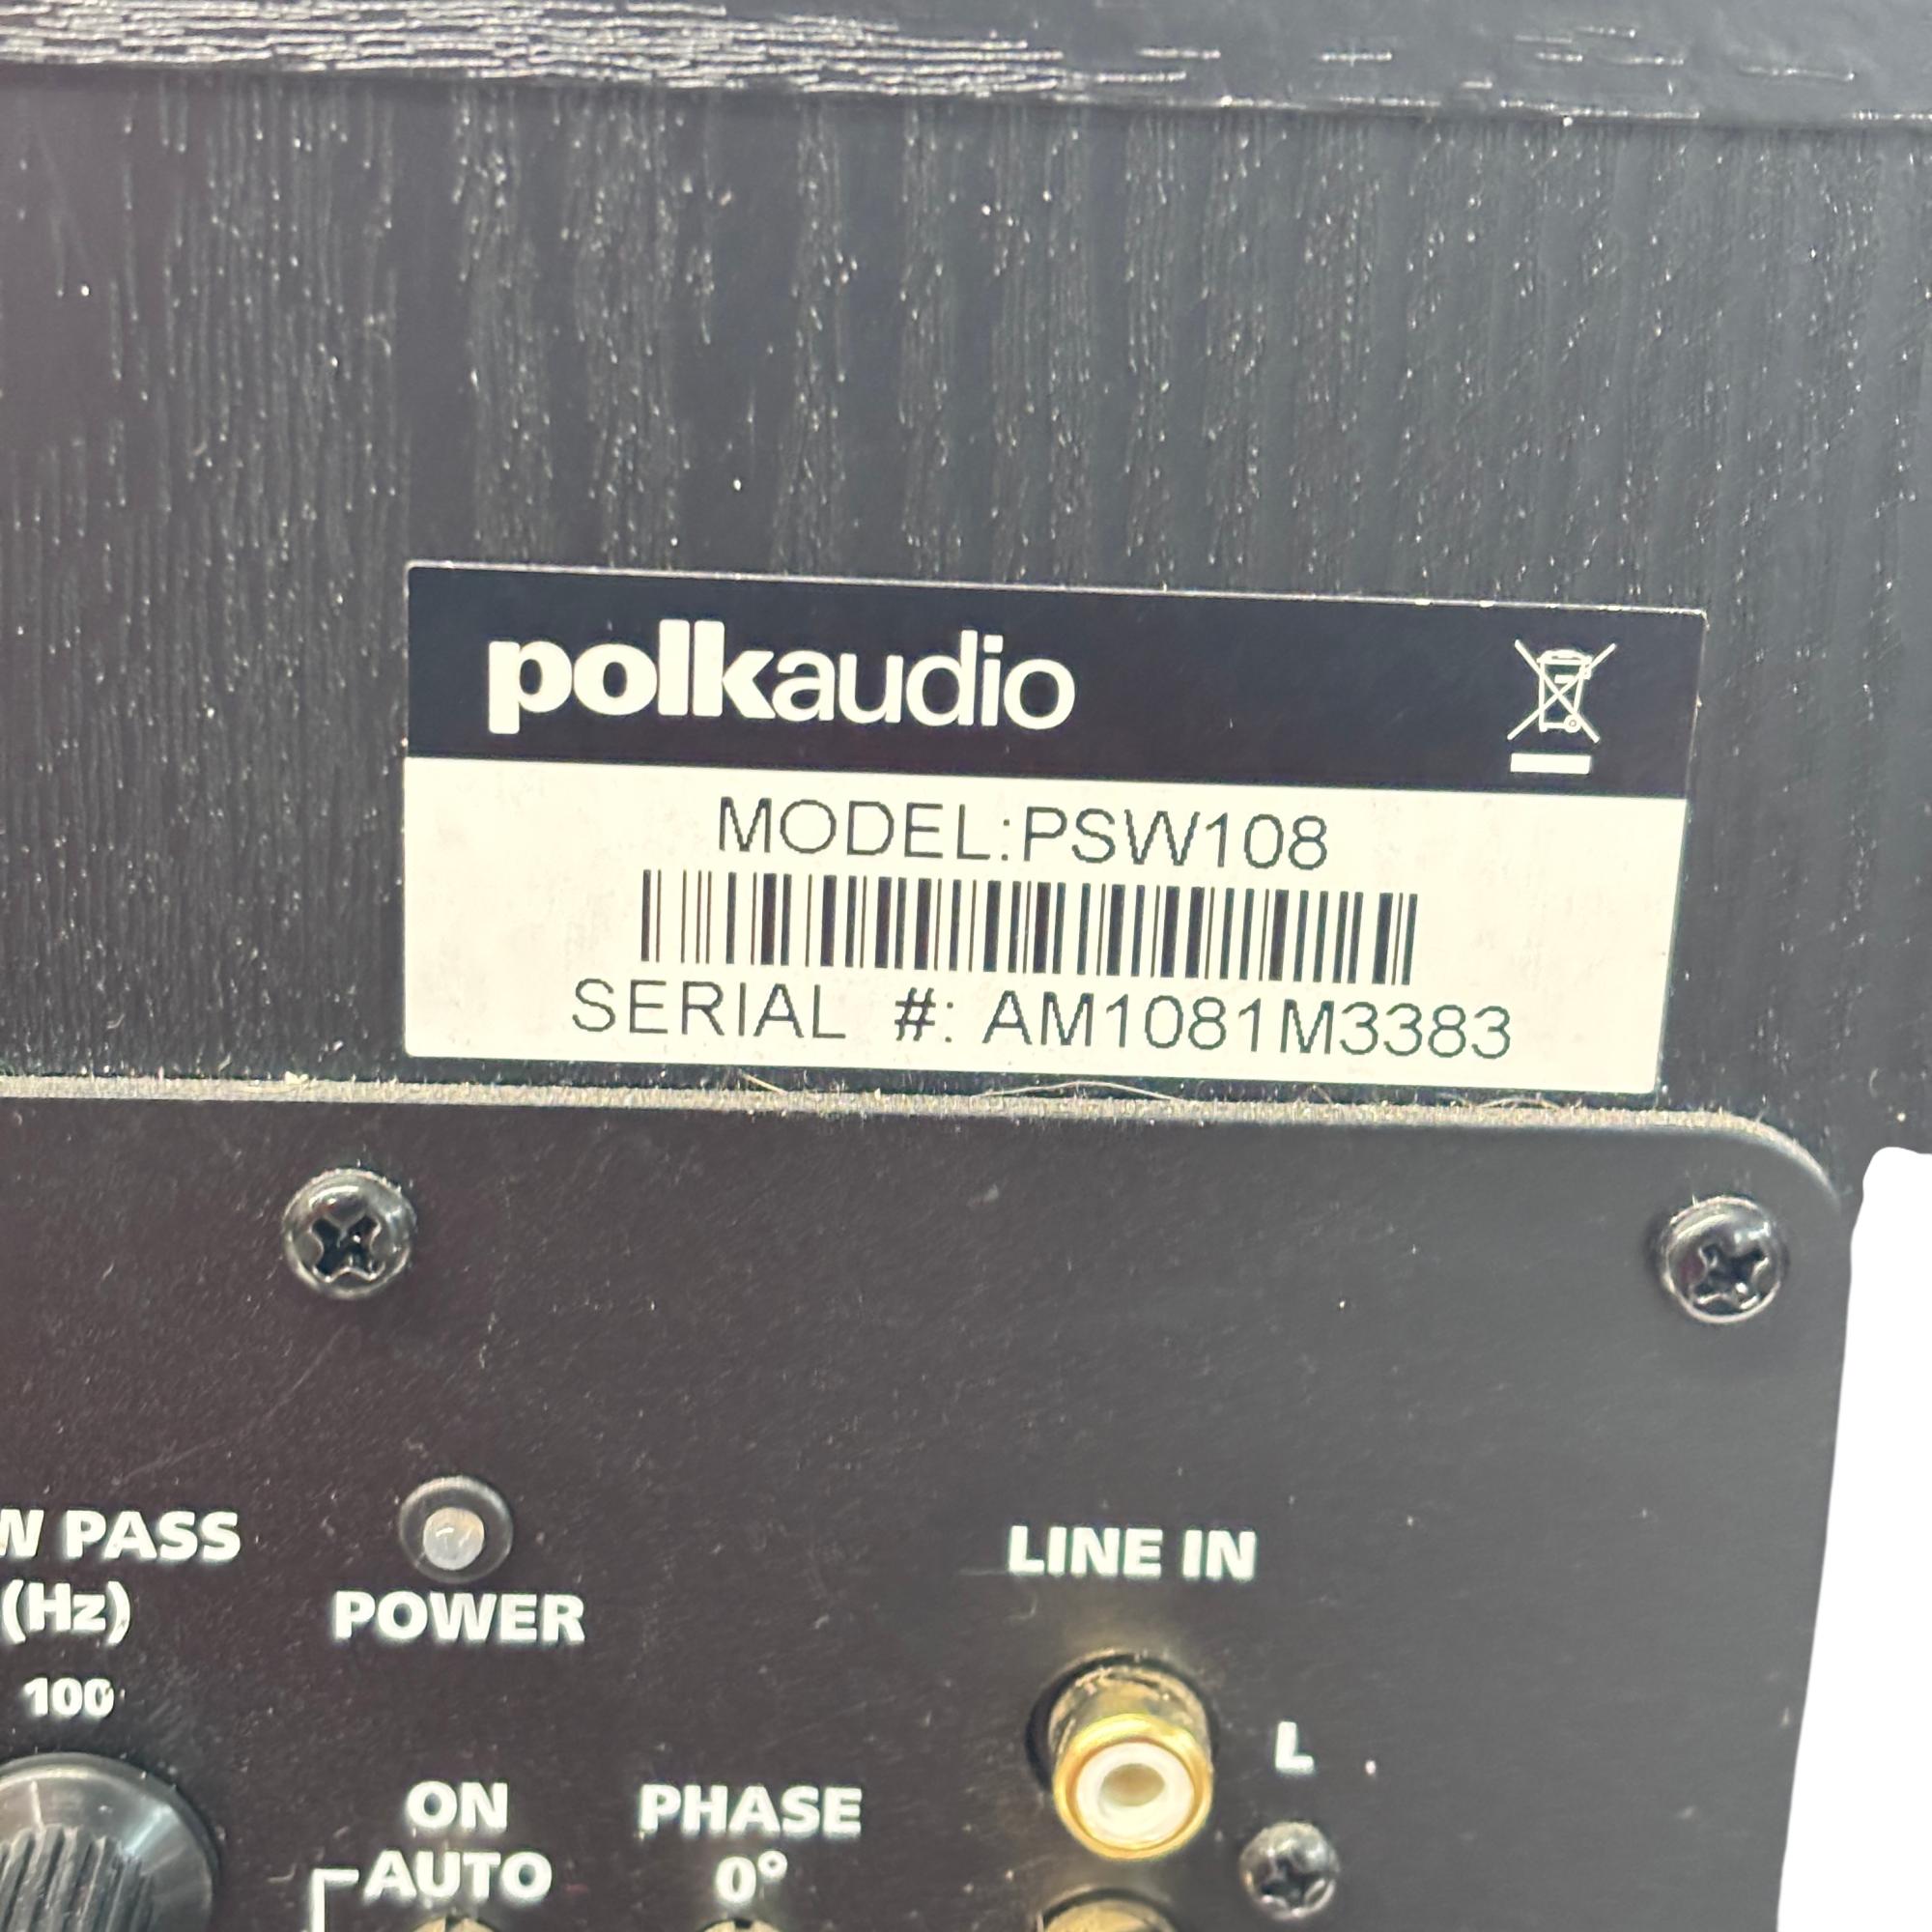 polkaudio
MODEL:PSW108
SERIAL #: AM1081M3383
W PASS
(Hz)
100
POWER
LINE IN
L
ON
AUTO
PHASE
0°